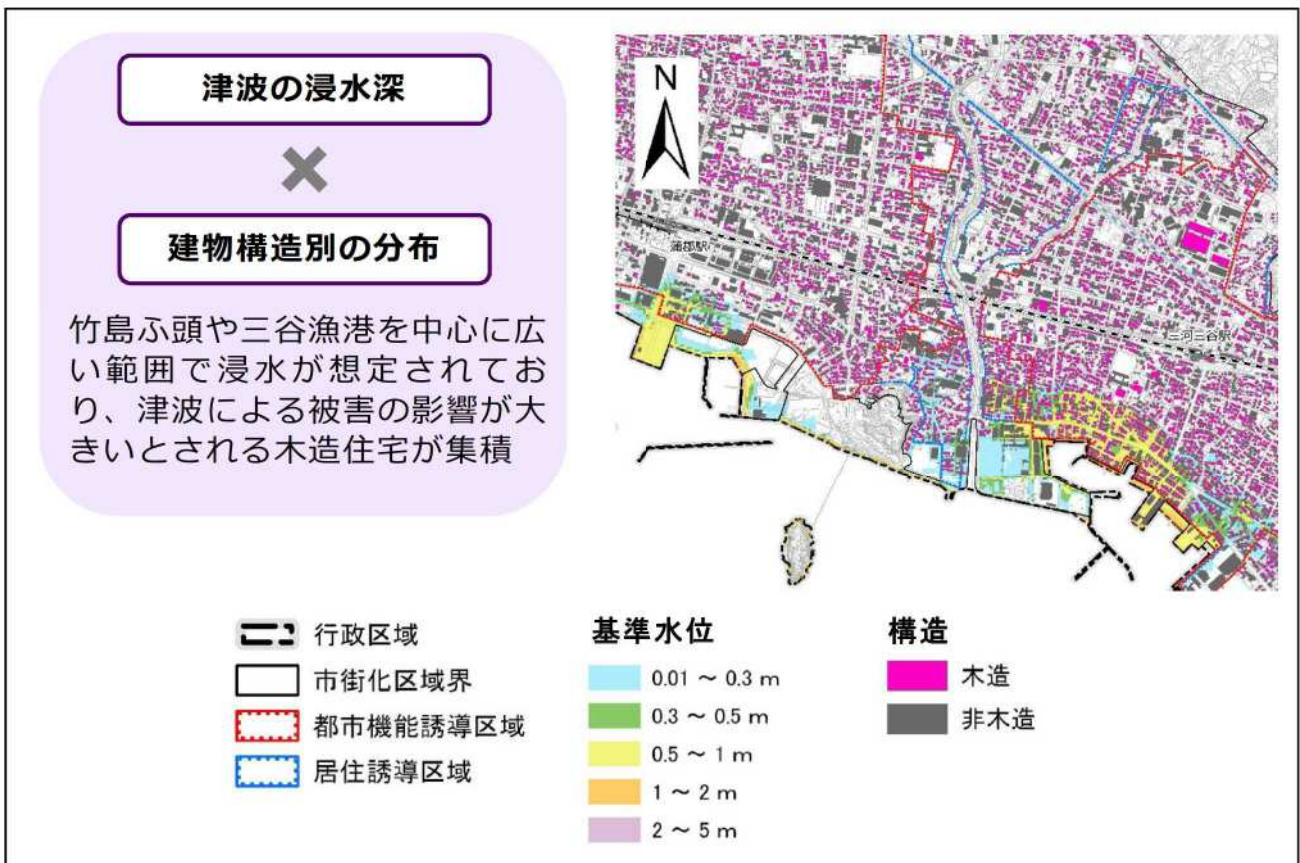 津波の浸水深
×
建物構造別の分布
竹島ふ頭や三谷漁港を中心に広
い範囲で浸水が想定されてお
り、津波による被害の影響が大
きいとされる木造住宅が集積
N
蒲郡駅
三河三谷駅
行政区域
市街化区域界
都市機能誘導区域
居住誘導区域
基準水位
0.01 ～ 0.3 m
0.3 ～ 0.5 m
0.5 ～ 1 m
1 ～ 2 m
2 ～ 5 m
構造
木造
非木造